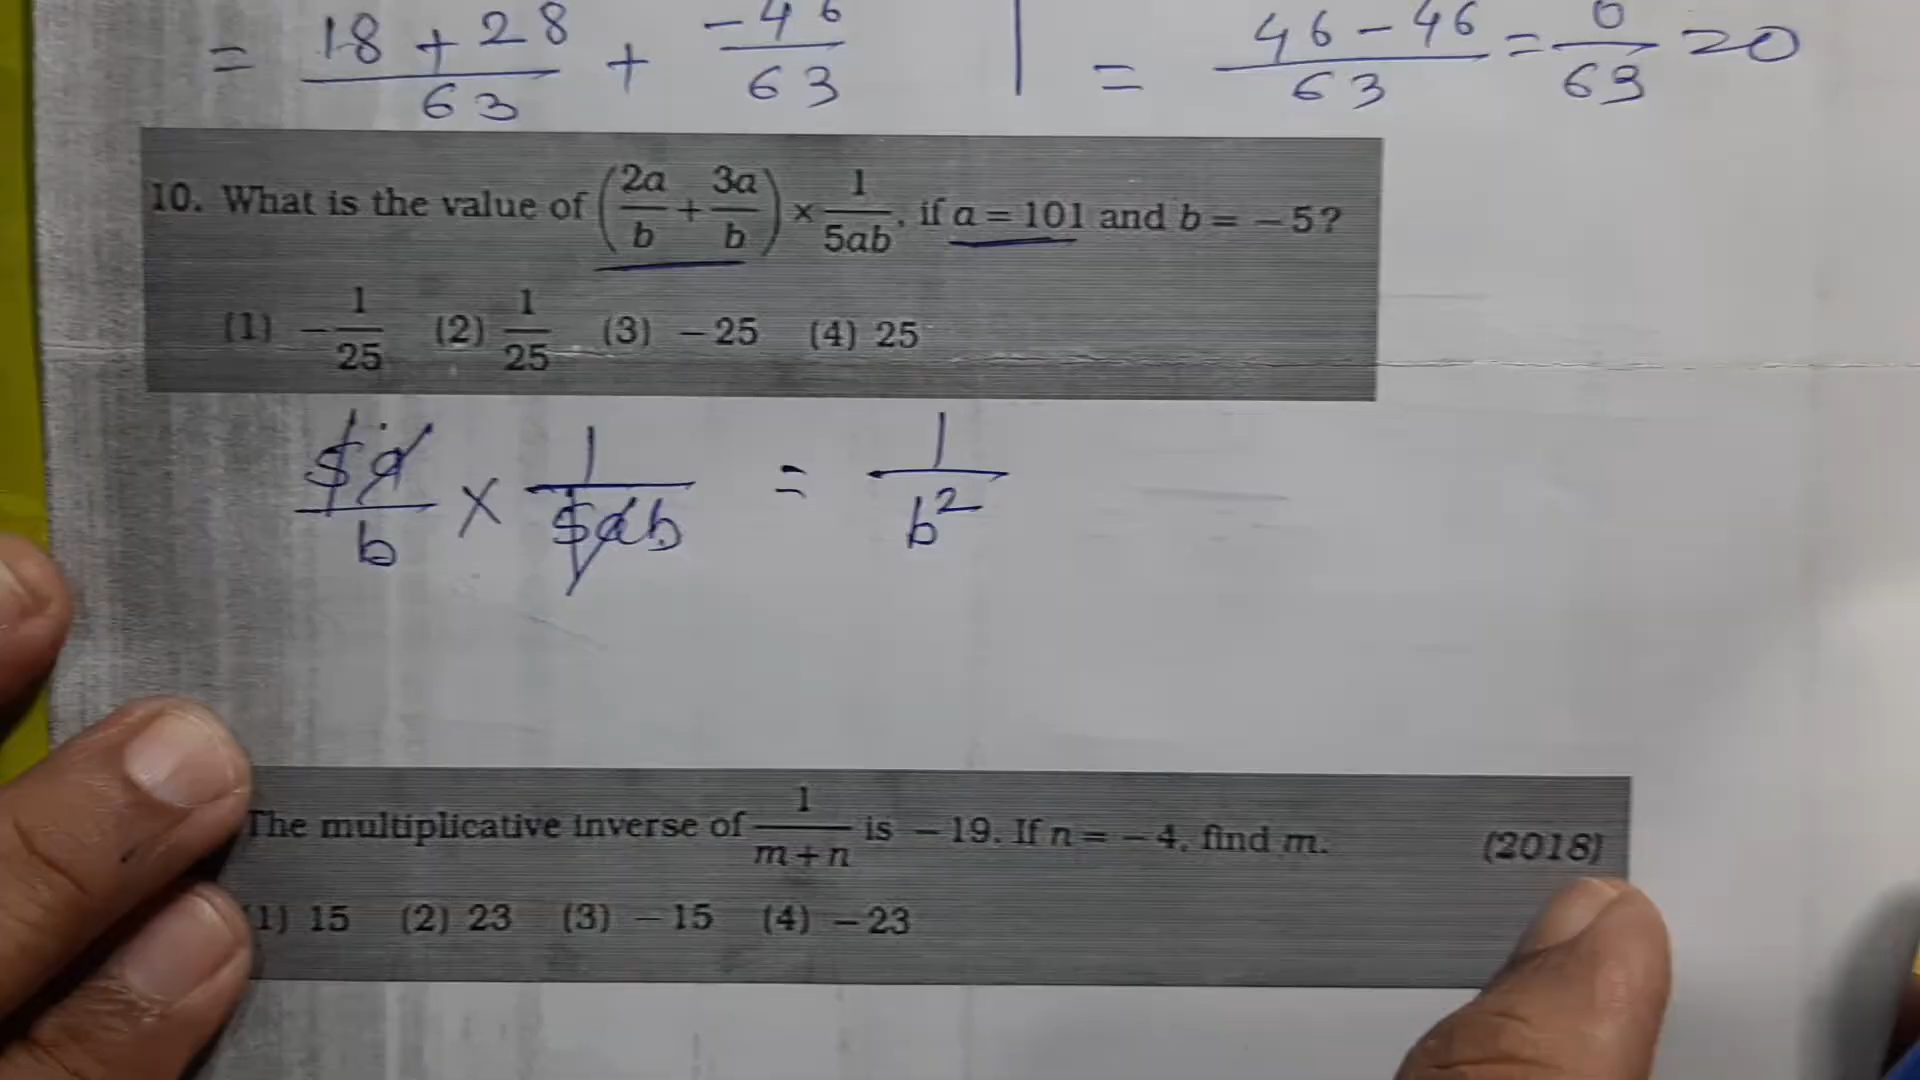 = 18 + 28 / 63 + -46 / 63 | = 46 - 46 / 63 = 0 / 63 = 0
10. What is the value of (2a/b + 3a/b) × 1/5ab, if a = 101 and b = - 5?
(1) - 1/25 (2) 1/25 (3) - 25 (4) 25
5a/b × 1/5ab = 1/b²
The multiplicative inverse of 1/m+n is - 19. If n = - 4, find m. (2018)
1) 15 (2) 23 (3) - 15 (4) - 23